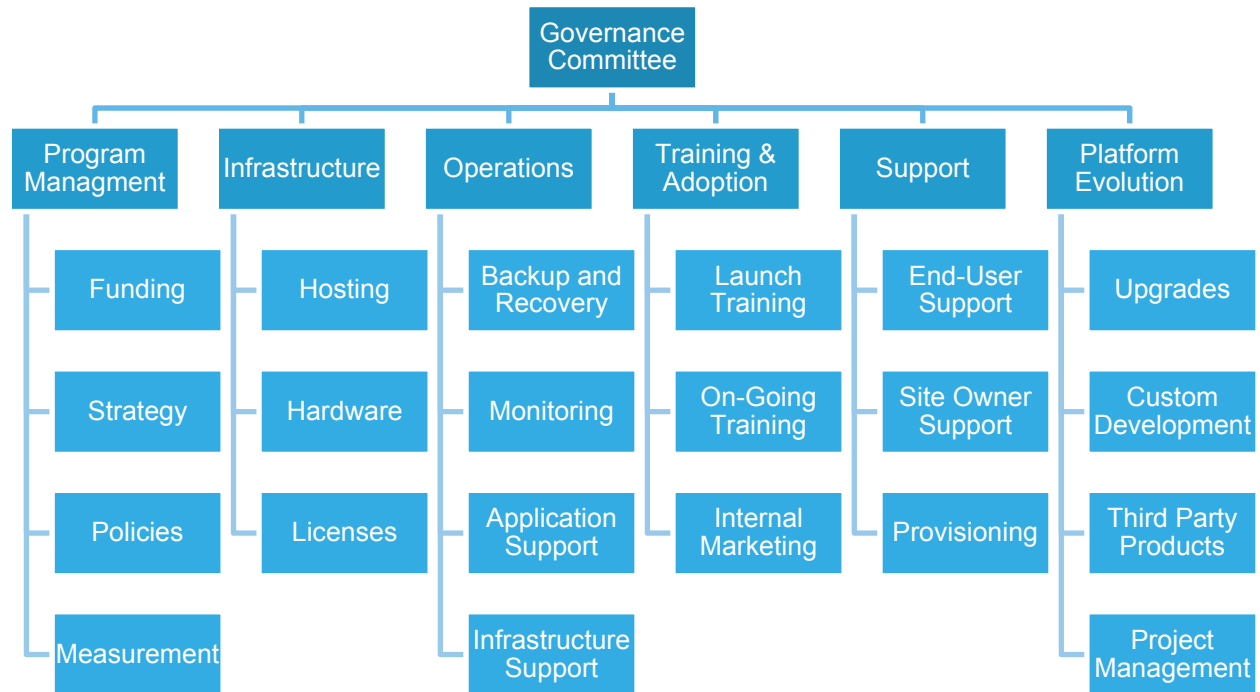 Governance
Committee
Program
Managment
Infrastructure
Operations
Training &
Adoption
Support
Platform
Evolution
Funding
Strategy
Policies
Measurement
Hosting
Hardware
Licenses
Backup and
Recovery
Monitoring
Application
Support
Infrastructure
Support
Launch
Training
On-Going
Training
Internal
Marketing
End-User
Support
Site Owner
Support
Provisioning
Upgrades
Custom
Development
Third Party
Products
Project
Management